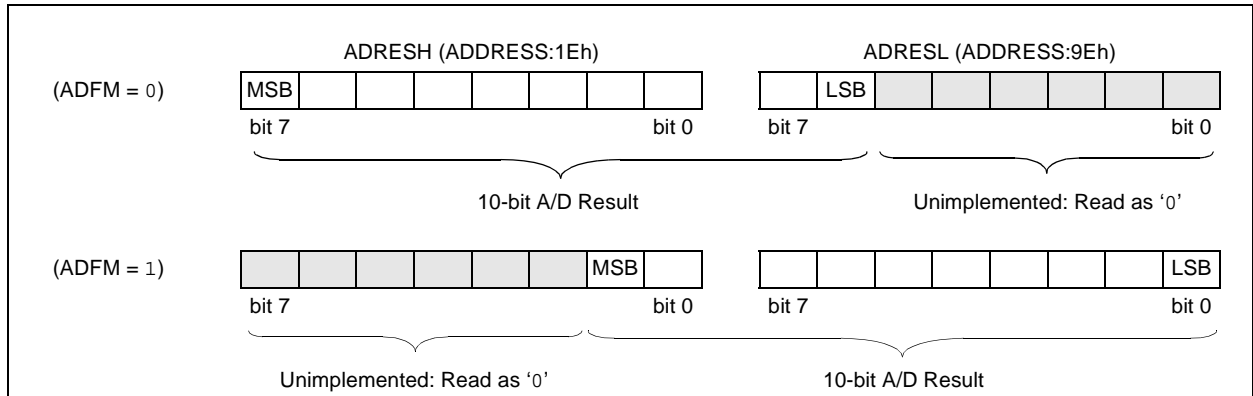 ADRESH (ADDRESS:1Eh) ADRESL (ADDRESS:9Eh)
(ADFM = 0) MSB LSB
bit 7 bit 0 bit 7 bit 0
10-bit A/D Result Unimplemented: Read as ‘0’
(ADFM = 1) MSB LSB
bit 7 bit 0 bit 7 bit 0
Unimplemented: Read as ‘0’ 10-bit A/D Result